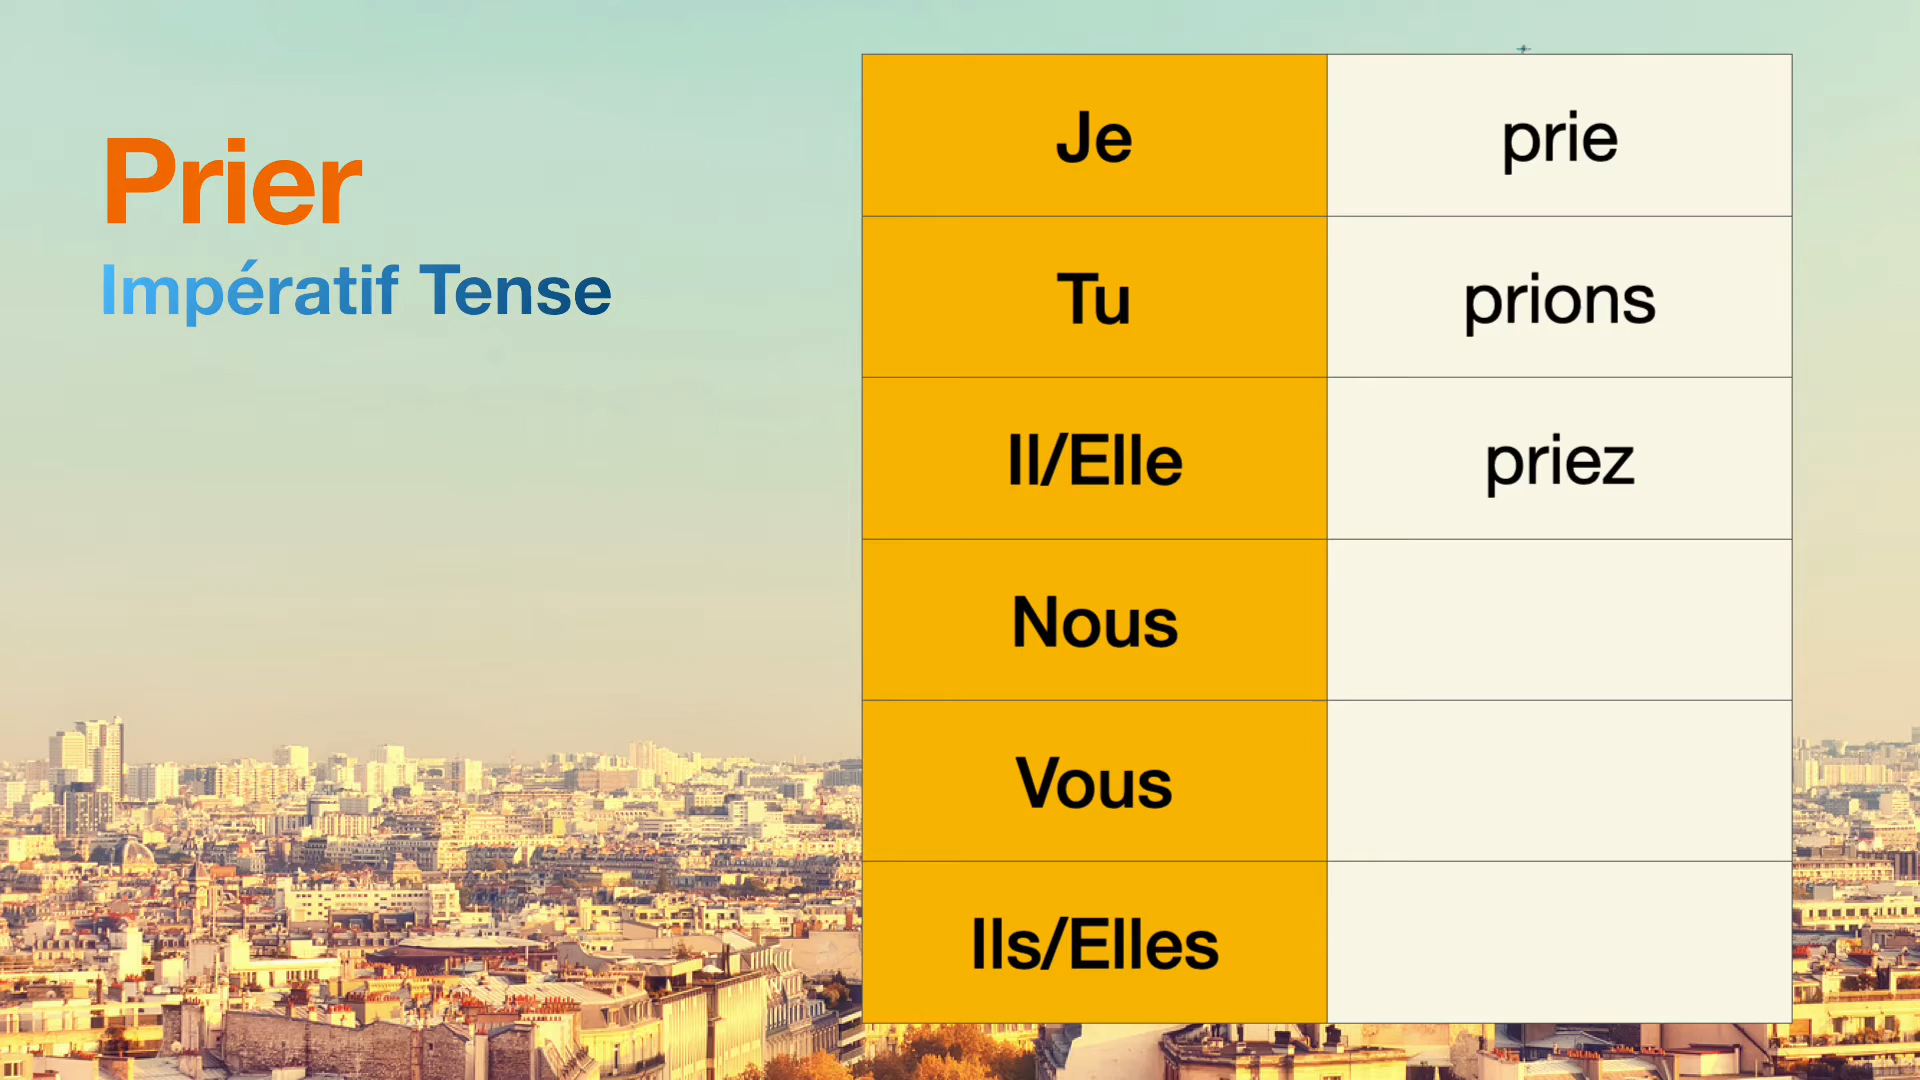 Prier
Impératif Tense
Je prie
Tu prions
Il/Elle priez
Nous
Vous
Ils/Elles